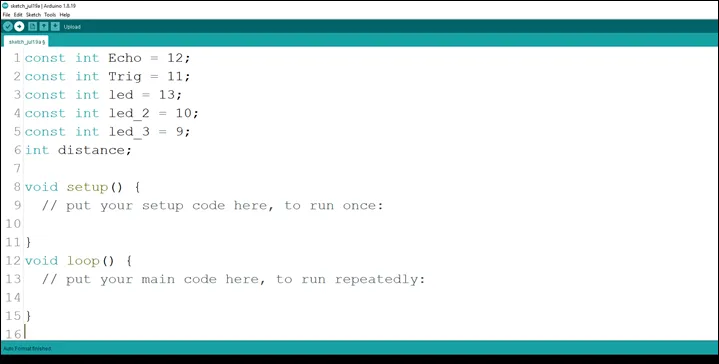 sketch_jul19a | Arduino 1.8.19
File Edit Sketch Tools Help
Upload
sketch_jul19a §
1 const int Echo = 12;
2 const int Trig = 11;
3 const int led = 13;
4 const int led_2 = 10;
5 const int led_3 = 9;
6 int distance;
7
8 void setup() {
9 // put your setup code here, to run once:
10
11 }
12 void loop() {
13 // put your main code here, to run repeatedly:
14
15 }
16
Auto Format finished.